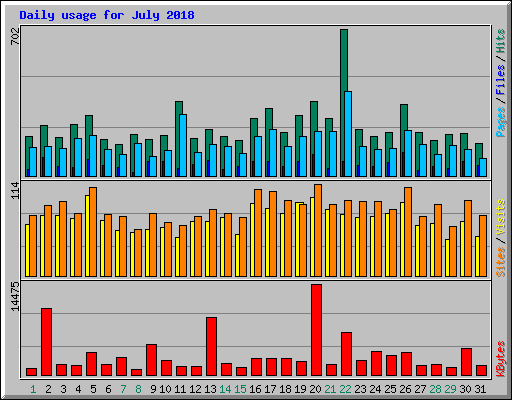 Daily usage for July 2018
702
Pages / Files / Hits
114
Sites / Visits
14475
KBytes
1 2 3 4 5 6 7 8 9 10 11 12 13 14 15 16 17 18 19 20 21 22 23 24 25 26 27 28 29 30 31